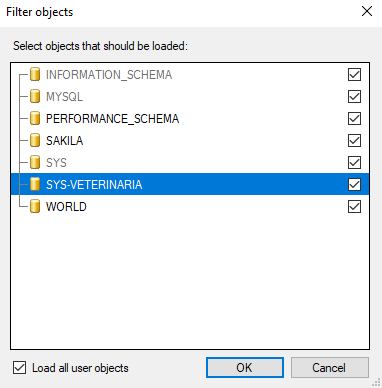 Filter objects
Select objects that should be loaded:
INFORMATION_SCHEMA
MYSQL
PERFORMANCE_SCHEMA
SAKILA
SYS
SYS-VETERINARIA
WORLD
Load all user objects
OK
Cancel